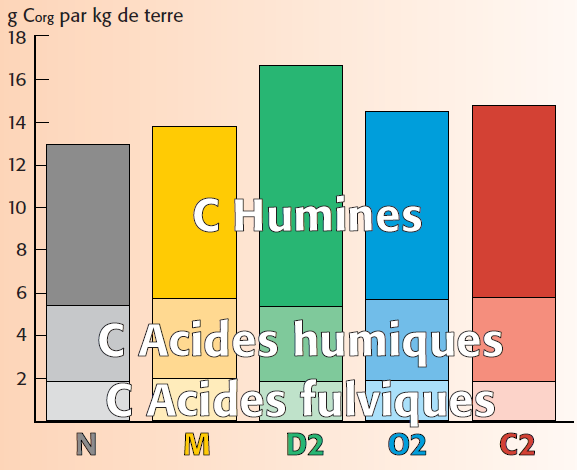 g Corg par kg de terre
18
16
14
12
10
8
6
4
2
C Humines
C Acides humiques
C Acides fulviques
N M D2 O2 C2